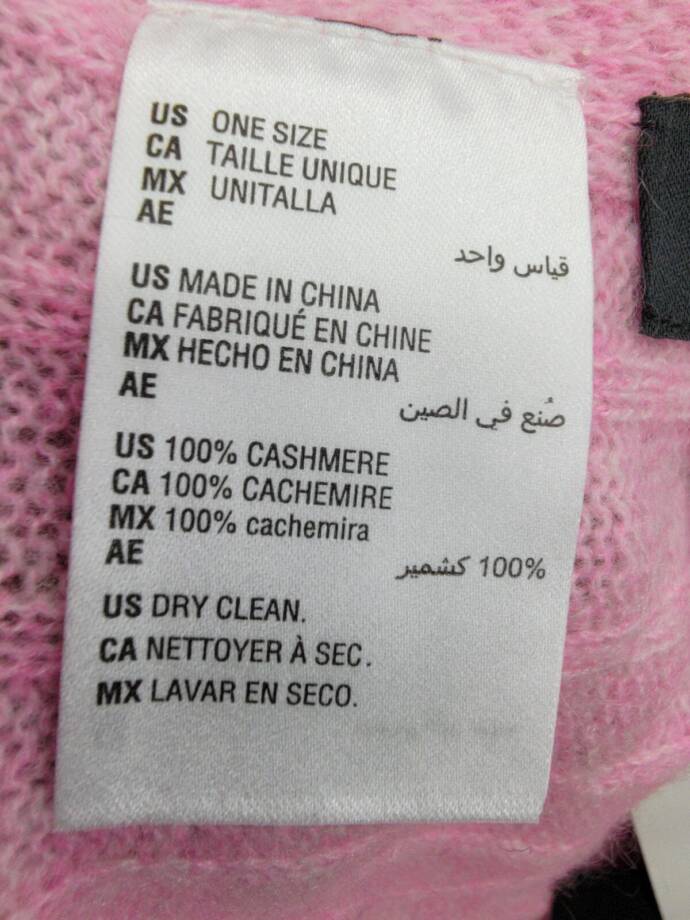 US ONE SIZE
CA TAILLE UNIQUE
MX UNITALLA
AE
قياس واحد
US MADE IN CHINA
CA FABRIQUÉ EN CHINE
MX HECHO EN CHINA
AE
صُنع في الصين
US 100% CASHMERE
CA 100% CACHEMIRE
MX 100% cachemira
AE
100% كشمير
US DRY CLEAN.
CA NETTOYER À SEC.
MX LAVAR EN SECO.